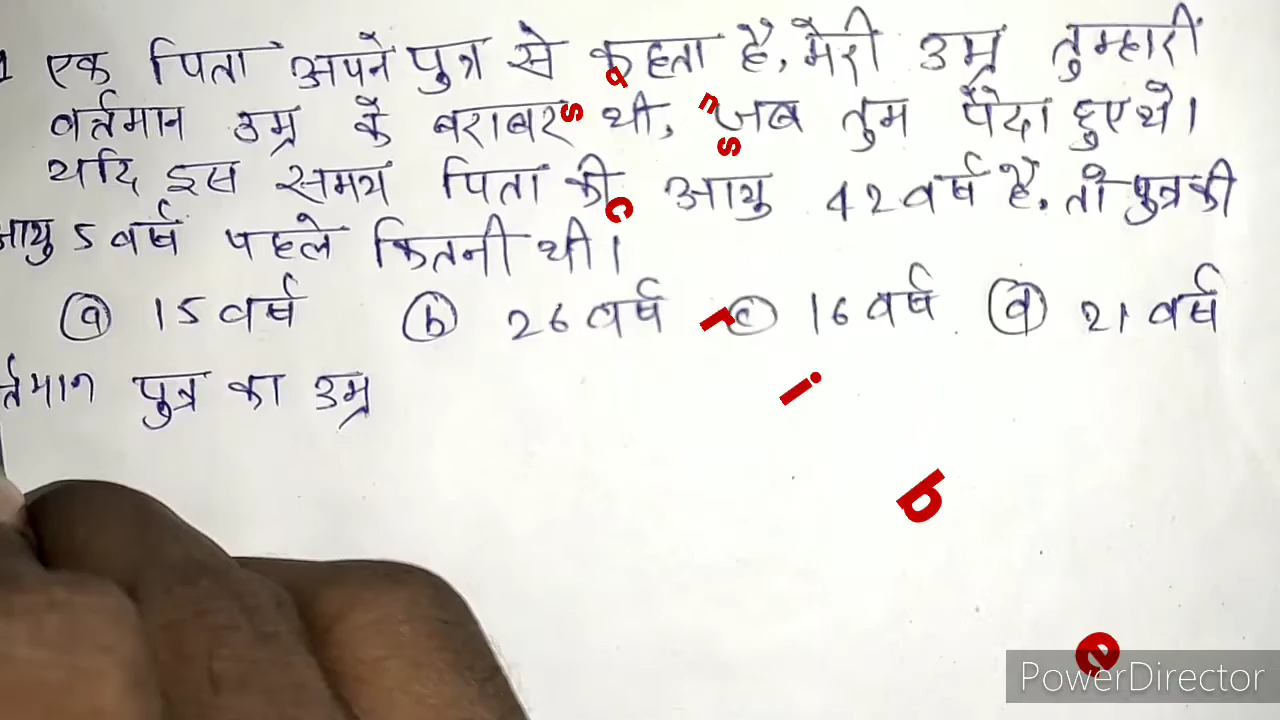 एक पिता अपने पुत्र से कहता है, मेरी उम्र तुम्हारी
वर्तमान उम्र के बराबर थी, जब तुम पैदा हुए थे।
यदि इस समय पिता की आयु 42 वर्ष है, तो पुत्र की
आयु 5 वर्ष पहले कितनी थी।
(a) 15 वर्ष (b) 26 वर्ष (c) 16 वर्ष (d) 21 वर्ष
र्तमान पुत्र का उम्र
PowerDirector